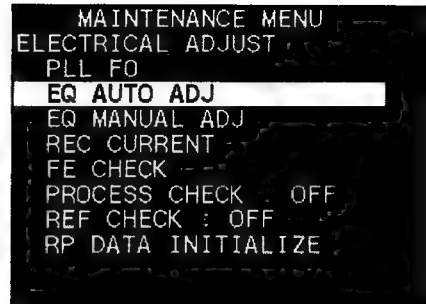 MAINTENANCE MENU
ELECTRICAL ADJUST
PLL FO
EQ AUTO ADJ
EQ MANUAL ADJ
REC CURRENT
FE CHECK
PROCESS CHECK : OFF
REF CHECK : OFF
RP DATA INITIALIZE